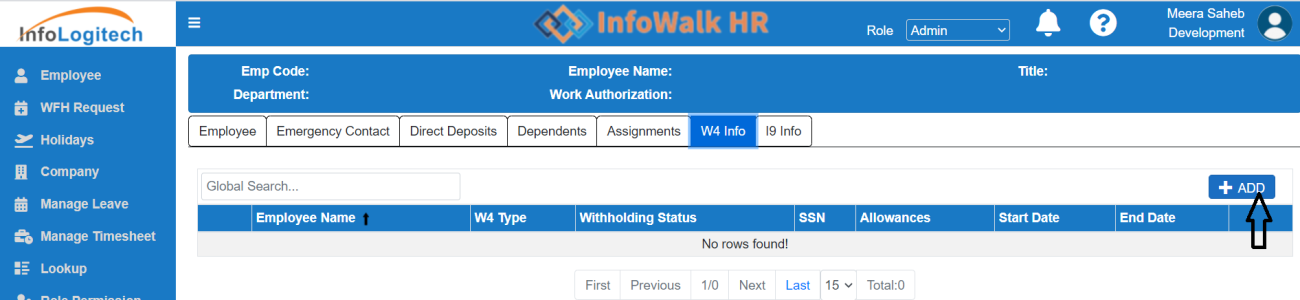 InfoLogitech
InfoWalk HR
Role Admin
Meera Saheb
Development
Employee
WFH Request
Holidays
Company
Manage Leave
Manage Timesheet
Lookup
Role Permission
Emp Code: Employee Name: Title:
Department: Work Authorization:
Employee Emergency Contact Direct Deposits Dependents Assignments W4 Info I9 Info
Global Search... ADD
Employee Name W4 Type Withholding Status SSN Allowances Start Date End Date
No rows found!
First Previous 1/0 Next Last 15 Total:0